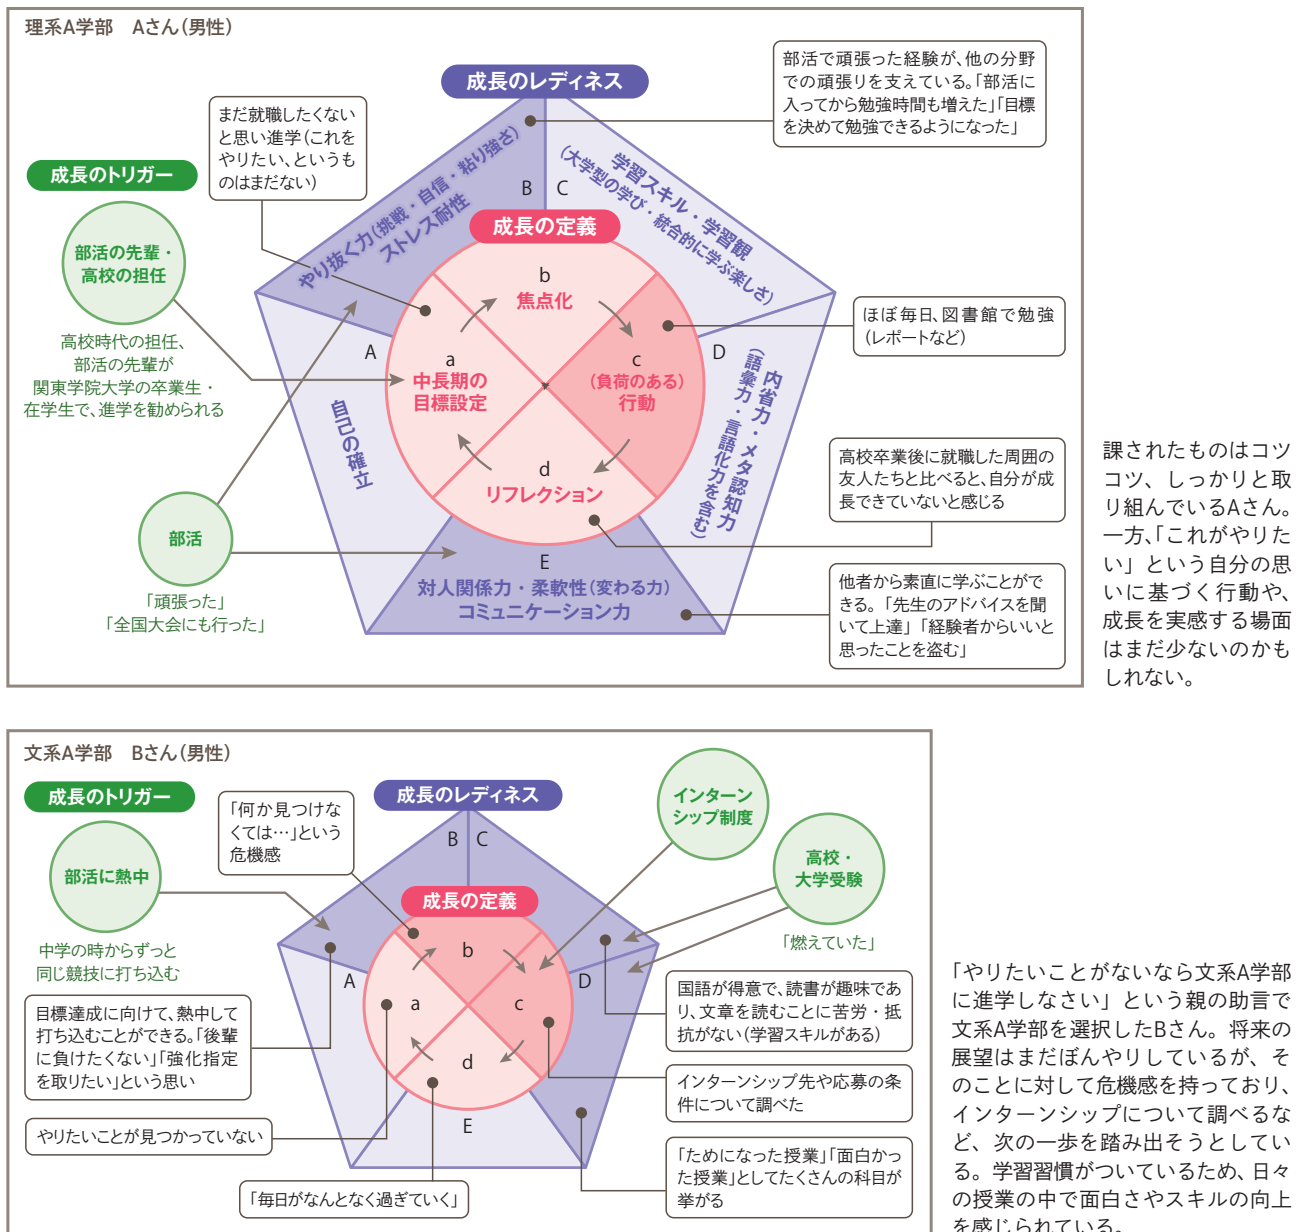 理系A学部　Aさん（男性）
成長のレディネス
部活で頑張った経験が、他の分野
での頑張りを支えている。「部活に
入ってから勉強時間も増えた」「目標
を決めて勉強できるようになった」
まだ就職したくない
と思い進学（これを
やりたい、というも
のはまだない）
成長のトリガー
部活の先輩・
高校の担任
高校時代の担任、
部活の先輩が
関東学院大学の卒業生・
在学生で、進学を勧められる
部活
「頑張った」
「全国大会にも行った」
やり抜く力（挑戦・自信・粘り強さ）
ストレス耐性
B
C
学習スキル・学習観
（大学型の学び・統合的に学ぶ楽しさ）
成長の定義
b
焦点化
A
a
中長期の
目標設定
c
（負荷のある）
行動
D
内省力・メタ認知力
（語彙力・言語化力を含む）
自己の確立
d
リフレクション
E
対人関係力・柔軟性（変わる力）
コミュニケーション力
ほぼ毎日、図書館で勉強
（レポートなど）
高校卒業後に就職した周囲の
友人たちと比べると、自分が成
長できていないと感じる
他者から素直に学ぶことがで
きる。「先生のアドバイスを聞
いて上達」「経験者からいいと
思ったことを盗む」
課されたものはコツ
コツ、しっかりと取
り組んでいるAさん。
一方、「これがやりた
い」という自分の思
いに基づく行動や、
成長を実感する場面
はまだ少ないのかも
しれない。
文系A学部　Bさん（男性）
成長のトリガー
成長のレディネス
部活に熱中
中学の時からずっと
同じ競技に打ち込む
「何か見つけな
くては…」という
危機感
インターン
シップ制度
高校・
大学受験
「燃えていた」
B
C
成長の定義
b
A
a
c
D
d
E
目標達成に向けて、熱中して
打ち込むことができる。「後輩
に負けたくない」「強化指定
を取りたい」という思い
やりたいことが見つかっていない
「毎日がなんとなく過ぎていく」
国語が得意で、読書が趣味であ
り、文章を読むことに苦労・抵
抗がない（学習スキルがある）
インターンシップ先や応募の条
件について調べた
「ためになった授業」「面白かっ
た授業」としてたくさんの科目が
挙がる
「やりたいことがないなら文系A学部
に進学しなさい」という親の助言で
文系A学部を選択したBさん。将来の
展望はまだぼんやりしているが、そ
のことに対して危機感を持っており、
インターンシップについて調べるな
ど、次の一歩を踏み出そうとしてい
る。学習習慣がついているため、日々
の授業の中で面白さやスキルの向上
を感じられている。